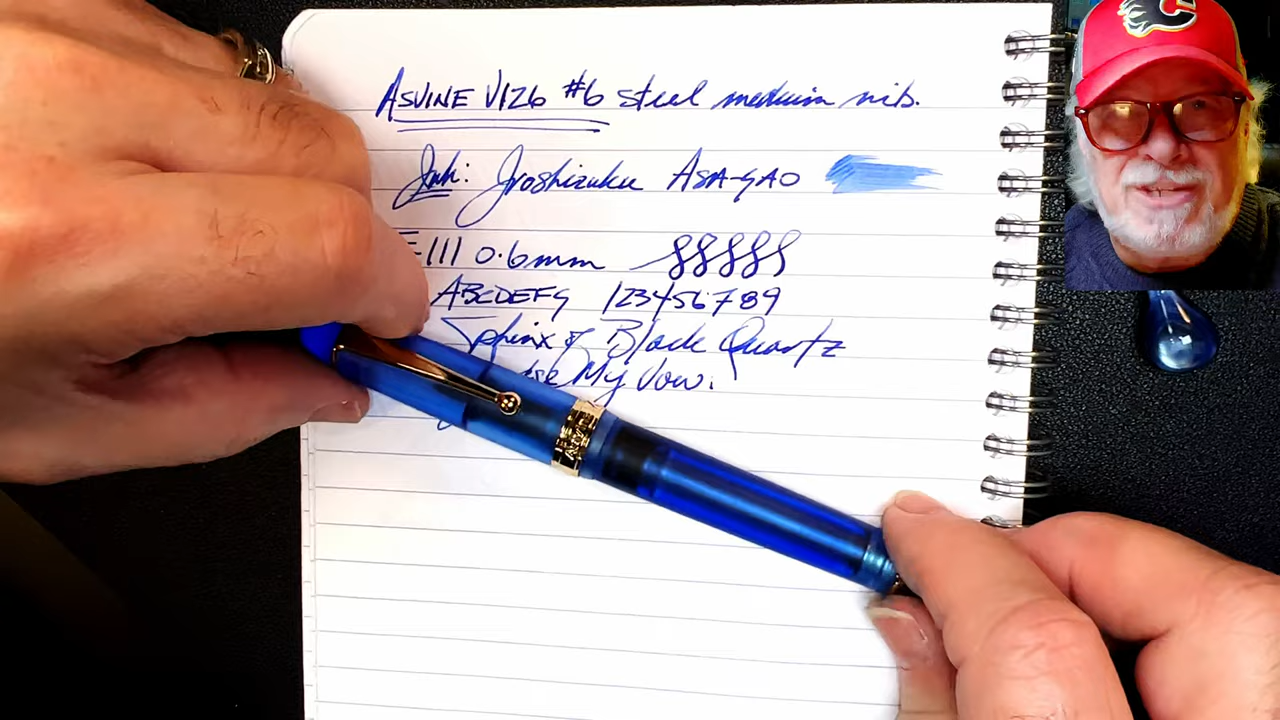 ASVINE V126 #6 steel medium nib.
Ink: Iroshizuku ASA-GAO
E111 0.6mm
ABCDEFG 123456789
Sphinx of Black Quartz
My Vow.